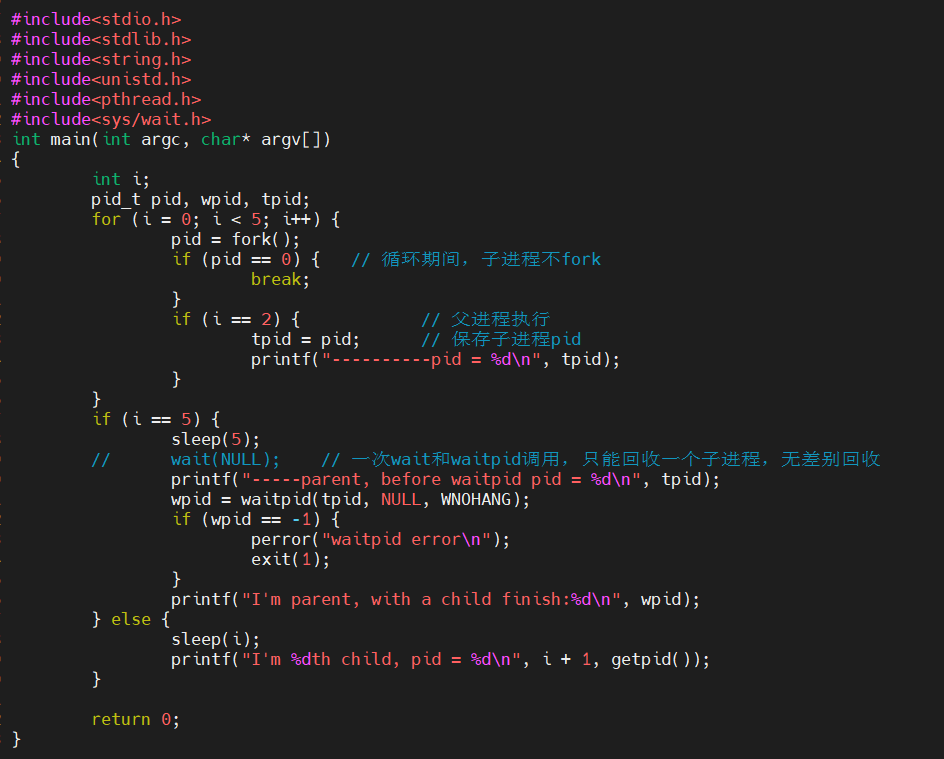 #include<stdio.h>
#include<stdlib.h>
#include<string.h>
#include<unistd.h>
#include<pthread.h>
#include<sys/wait.h>
int main(int argc, char* argv[])
{
        int i;
        pid_t pid, wpid, tpid;
        for (i = 0; i < 5; i++) {
                pid = fork();
                if (pid == 0) {   // 循环期间，子进程不fork
                        break;
                }
                if (i == 2) {            // 父进程执行
                        tpid = pid;      // 保存子进程pid
                        printf("----------pid = %d\n", tpid);
                }
        }
        if (i == 5) {
                sleep(5);
        //      wait(NULL);    // 一次wait和waitpid调用，只能回收一个子进程，无差别回收
                printf("-----parent, before waitpid pid = %d\n", tpid);
                wpid = waitpid(tpid, NULL, WNOHANG);
                if (wpid == -1) {
                        perror("waitpid error\n");
                        exit(1);
                }
                printf("I'm parent, with a child finish:%d\n", wpid);
        } else {
                sleep(i);
                printf("I'm %dth child, pid = %d\n", i + 1, getpid());
        }

        return 0;
}